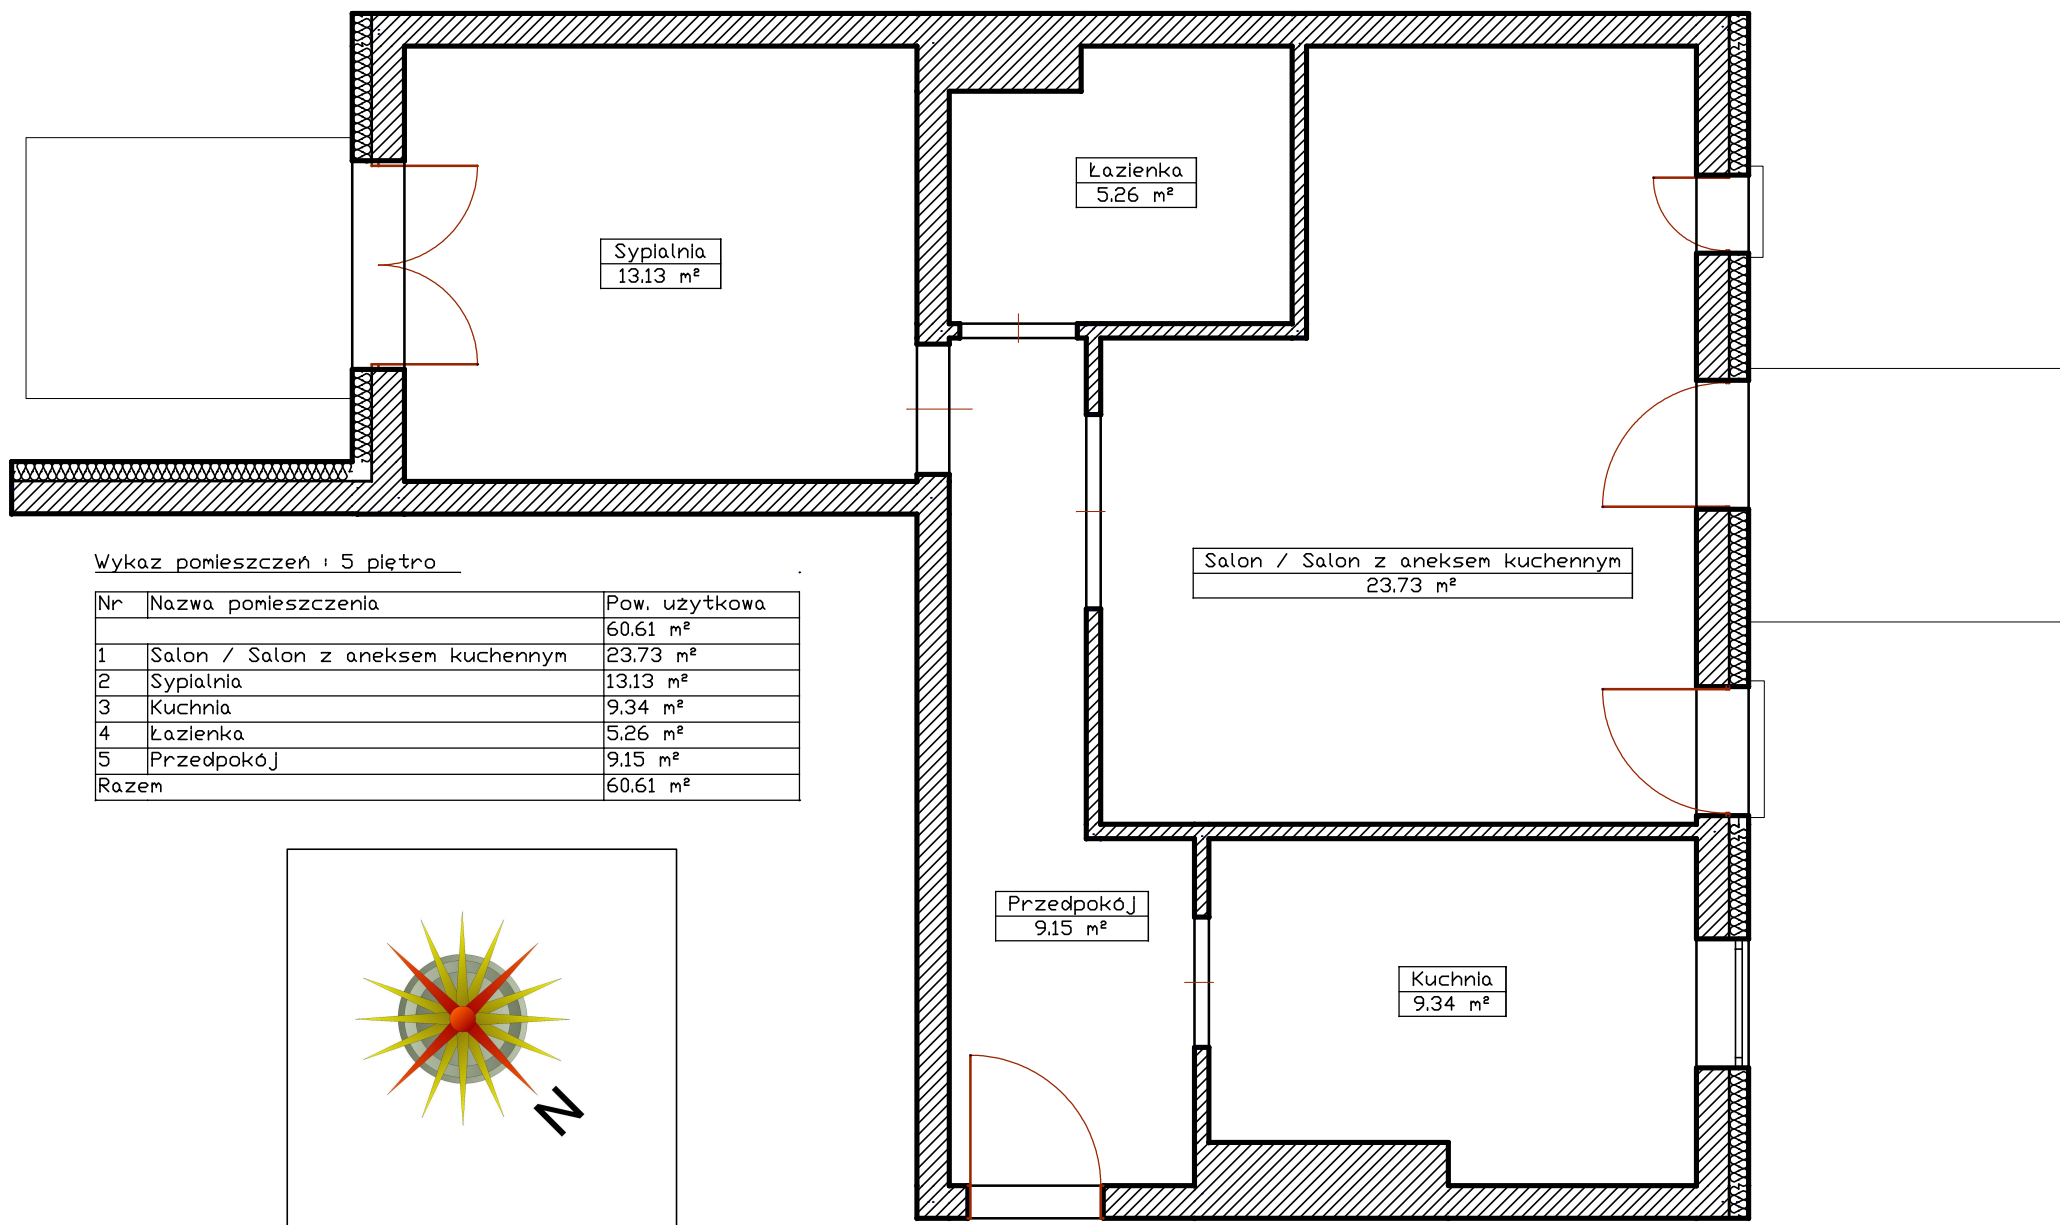 Łazienka
5.26 m²
Sypialnia
13.13 m²
Salon / Salon z aneksem kuchennym
23.73 m²
Wykaz pomieszczeń : 5 piętro
Nr Nazwa pomieszczenia Pow. użytkowa
60.61 m²
1 Salon / Salon z aneksem kuchennym 23.73 m²
2 Sypialnia 13.13 m²
3 Kuchnia 9.34 m²
4 Łazienka 5.26 m²
5 Przedpokój 9.15 m²
Razem 60.61 m²
Przedpokój
9.15 m²
Kuchnia
9.34 m²
N